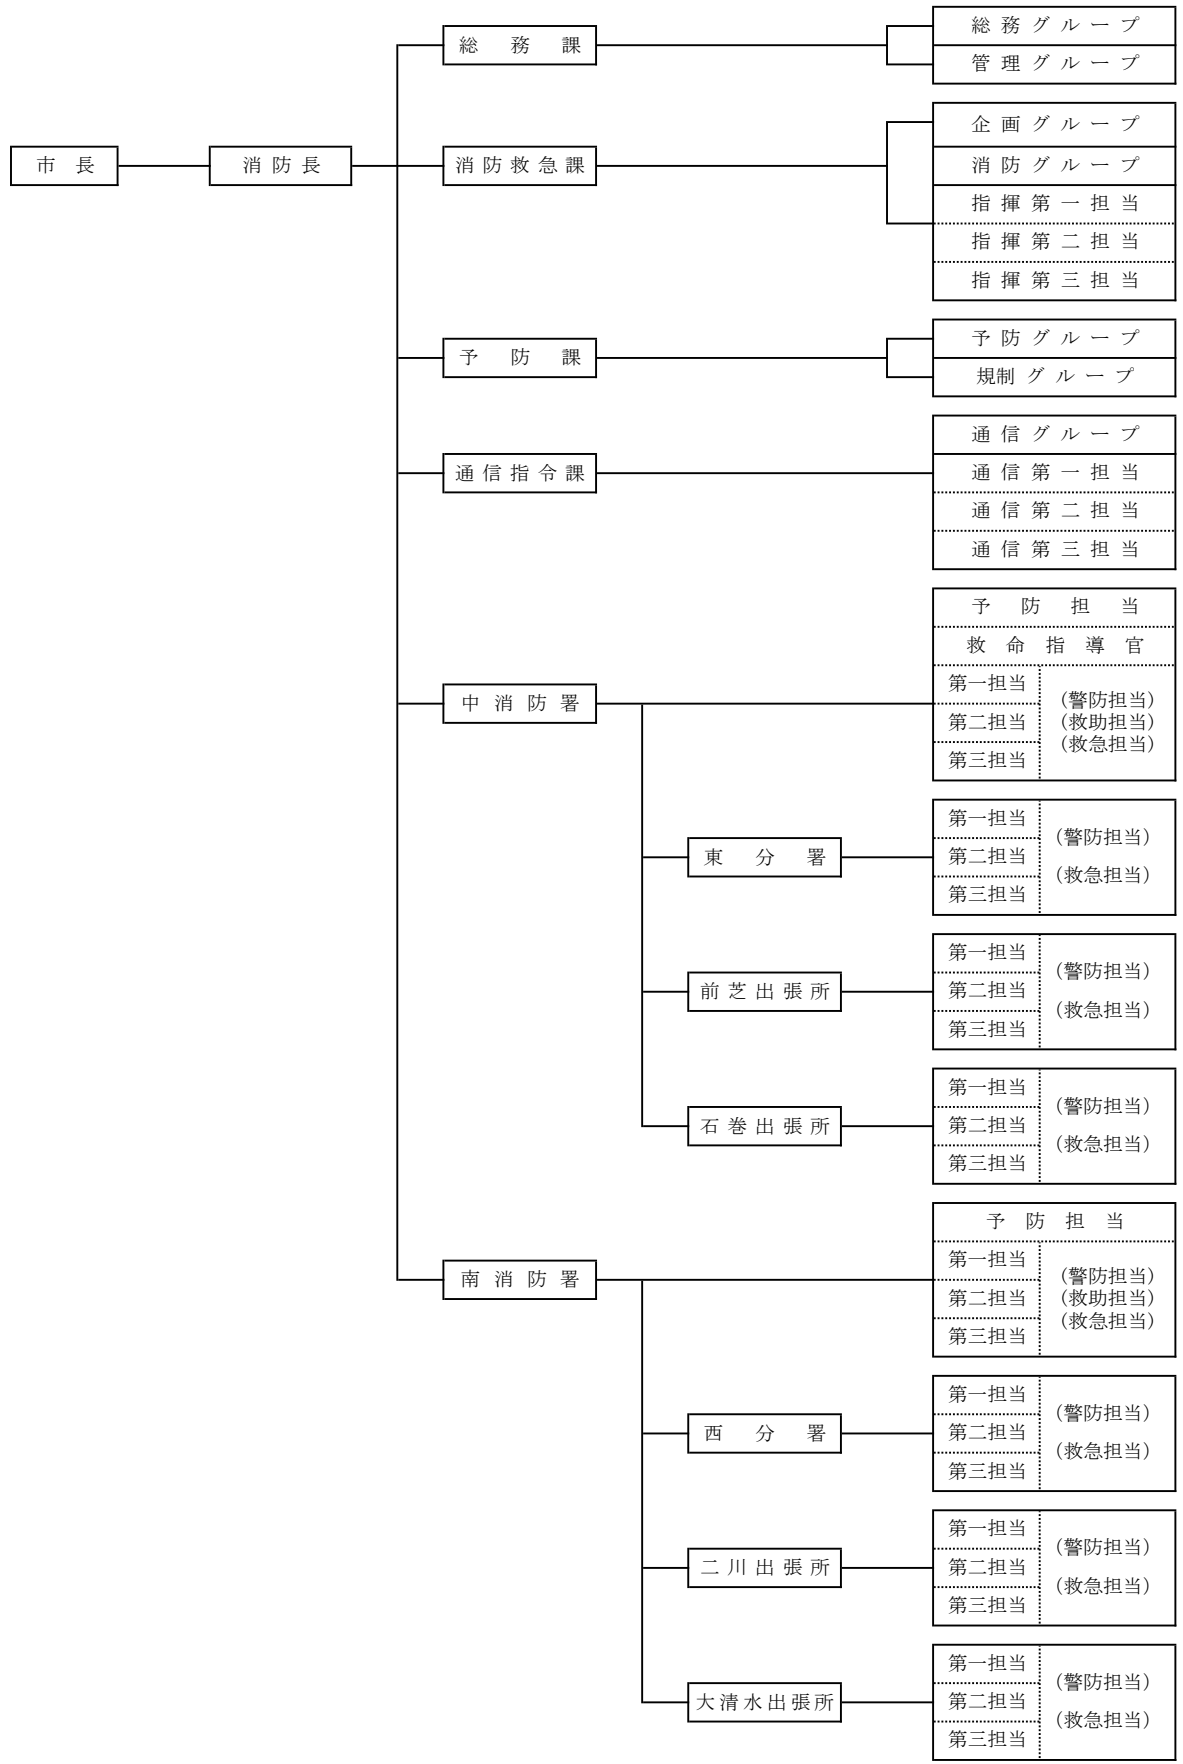 総務課
総務グループ
管理グループ
市長
消防長
消防救急課
企画グループ
消防グループ
指揮第一担当
指揮第二担当
指揮第三担当
予防課
予防グループ
規制グループ
通信指令課
通信グループ
通信第一担当
通信第二担当
通信第三担当
中消防署
予防担当
救命指導官
第一担当
第二担当
第三担当
(警防担当)
(救助担当)
(救急担当)
東分署
第一担当
第二担当
第三担当
(警防担当)
(救急担当)
前芝出張所
第一担当
第二担当
第三担当
(警防担当)
(救急担当)
石巻出張所
第一担当
第二担当
第三担当
(警防担当)
(救急担当)
南消防署
予防担当
第一担当
第二担当
第三担当
(警防担当)
(救助担当)
(救急担当)
西分署
第一担当
第二担当
第三担当
(警防担当)
(救急担当)
二川出張所
第一担当
第二担当
第三担当
(警防担当)
(救急担当)
大清水出張所
第一担当
第二担当
第三担当
(警防担当)
(救急担当)